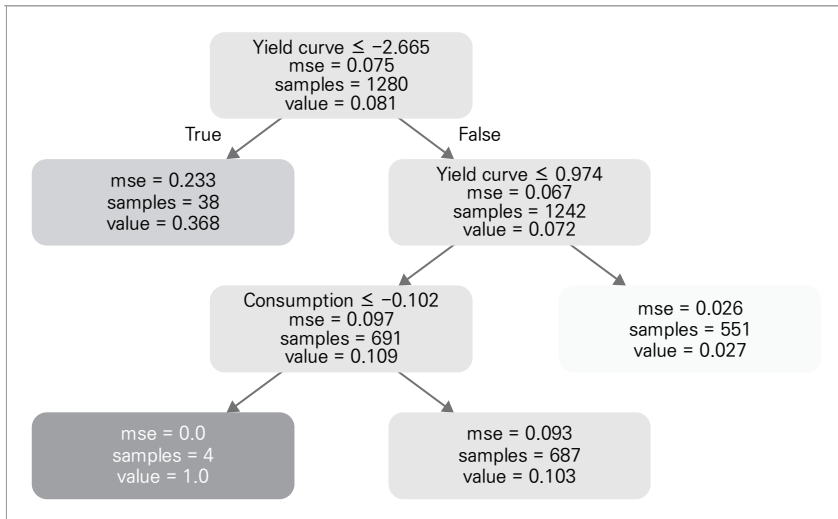 Yield curve ≤ −2.665
mse = 0.075
samples = 1280
value = 0.081
True
False
mse = 0.233
samples = 38
value = 0.368
Yield curve ≤ 0.974
mse = 0.067
samples = 1242
value = 0.072
Consumption ≤ −0.102
mse = 0.097
samples = 691
value = 0.109
mse = 0.026
samples = 551
value = 0.027
mse = 0.0
samples = 4
value = 1.0
mse = 0.093
samples = 687
value = 0.103